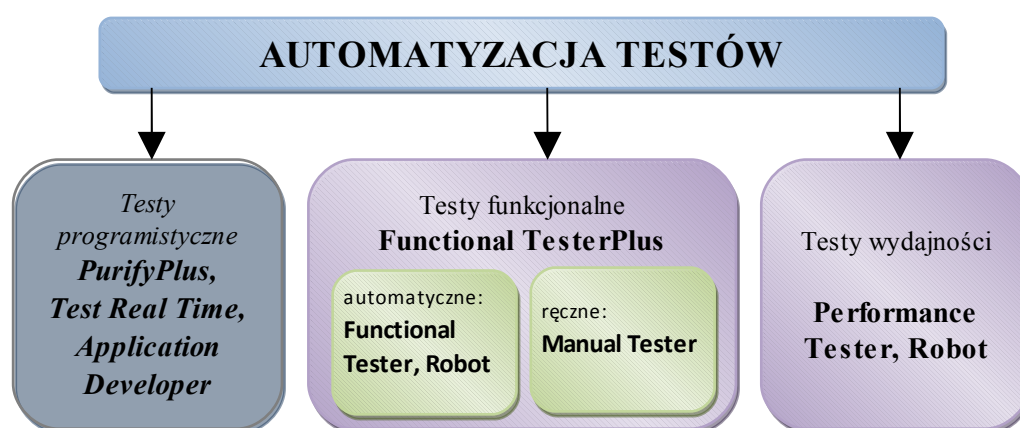 AUTOMATYZACJA TESTÓW
Testy
programistyczne
PurifyPlus,
Test Real Time,
Application
Developer
Testy funkcjonalne
Functional TesterPlus
automatyczne:
Functional
Tester, Robot
ręczne:
Manual Tester
Testy wydajności
Performance
Tester, Robot